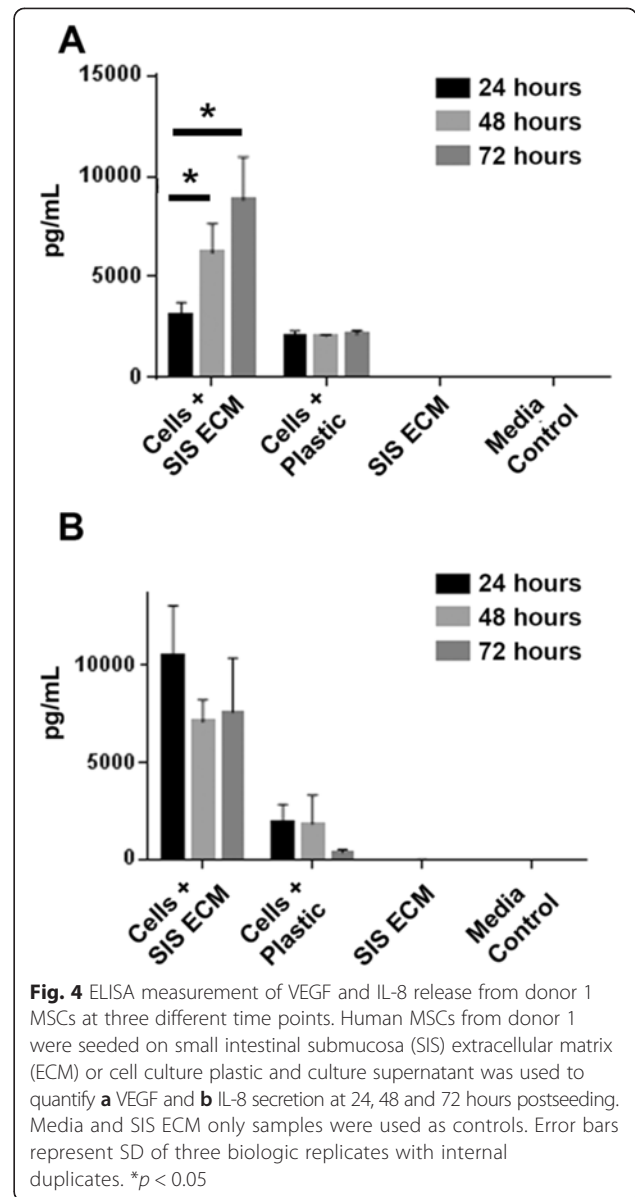 A
15000
10000
5000
0
pg/mL
24 hours
48 hours
72 hours
*
*
Cells +
SIS ECM
Cells +
Plastic
SIS ECM
Media
Control
B
10000
5000
0
pg/mL
24 hours
48 hours
72 hours
Cells +
SIS ECM
Cells +
Plastic
SIS ECM
Media
Control
Fig. 4 ELISA measurement of VEGF and IL-8 release from donor 1
MSCs at three different time points. Human MSCs from donor 1
were seeded on small intestinal submucosa (SIS) extracellular matrix
(ECM) or cell culture plastic and culture supernatant was used to
quantify a VEGF and b IL-8 secretion at 24, 48 and 72 hours postseeding.
Media and SIS ECM only samples were used as controls. Error bars
represent SD of three biologic replicates with internal
duplicates. *p < 0.05